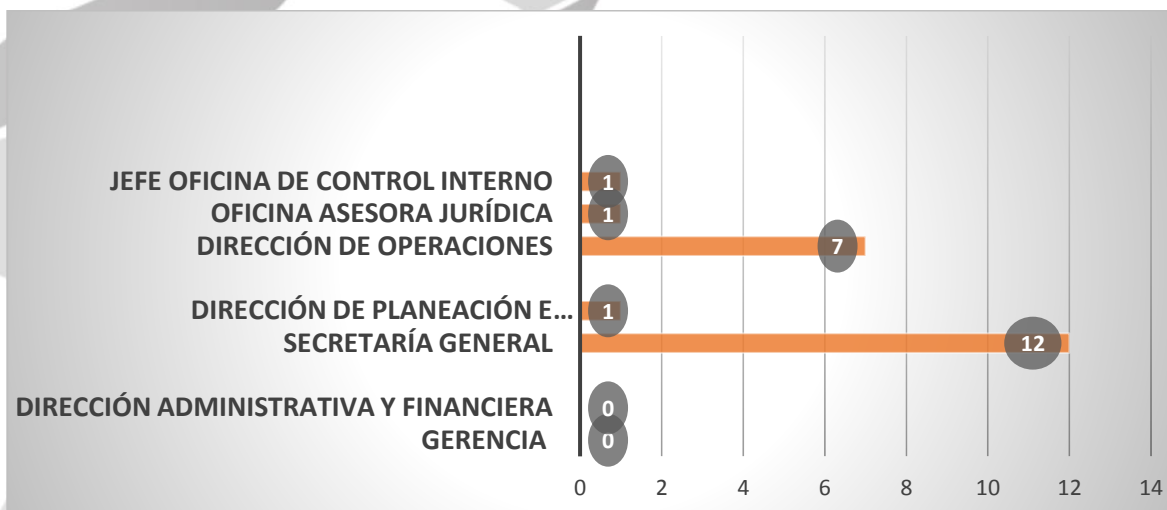 JEFE OFICINA DE CONTROL INTERNO 1
OFICINA ASESORA JURÍDICA 1
DIRECCIÓN DE OPERACIONES 7
DIRECCIÓN DE PLANEACIÓN E... 1
SECRETARÍA GENERAL 12
DIRECCIÓN ADMINISTRATIVA Y FINANCIERA 0
GERENCIA 0
0 2 4 6 8 10 12 14